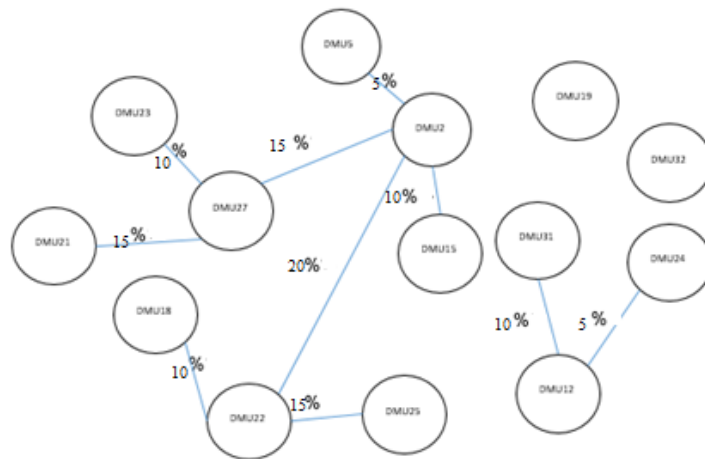 DMU5
5%
DMU19
DMU23
DMU2
15 %
10%
DMU32
10%
DMU27
DMU21
15%
DMU15
DMU31
DMU24
20%
DMU18
10%
5 %
10%
DMU22
15%
DMU25
DMU12